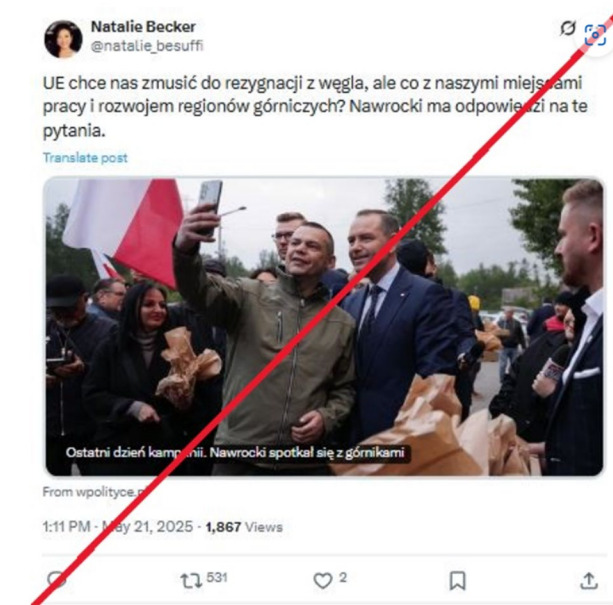 Natalie Becker
@natalie_besuffi
UE chce nas zmusić do rezygnacji z węgla, ale co z naszymi miejscami
pracy i rozwojem regionów górniczych? Nawrocki ma odpowiedzi na te
pytania.
Translate post
Ostatni dzień kampanii. Nawrocki spotkał się z górnikami
From wpolityce.p
1:11 PM · May 21, 2025 · 1,867 Views
531
2